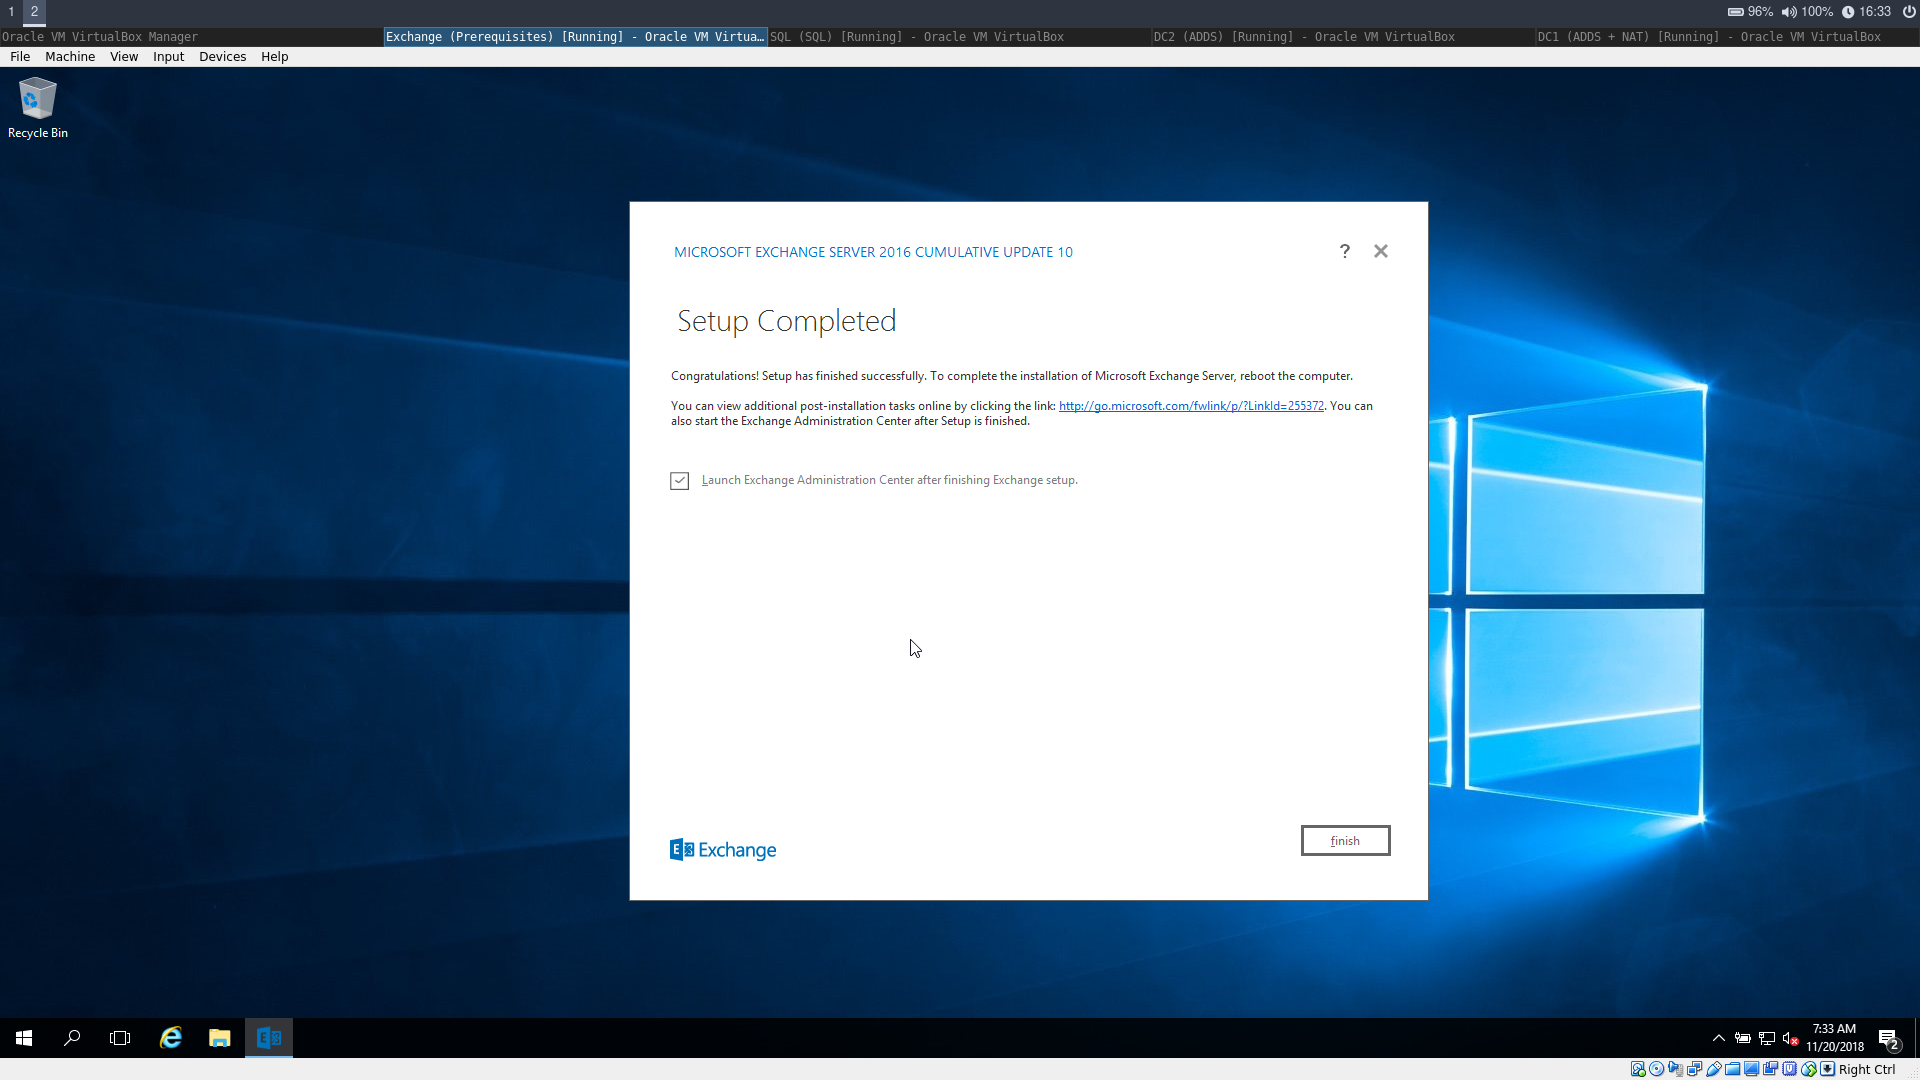 1 2 96% 100% 16:33
Oracle VM VirtualBox Manager Exchange (Prerequisites) [Running] - Oracle VM Virtua… SQL (SQL) [Running] - Oracle VM VirtualBox DC2 (ADDS) [Running] - Oracle VM VirtualBox DC1 (ADDS + NAT) [Running] - Oracle VM VirtualBox
File Machine View Input Devices Help
Recycle Bin
MICROSOFT EXCHANGE SERVER 2016 CUMULATIVE UPDATE 10 ? ✕
Setup Completed
Congratulations! Setup has finished successfully. To complete the installation of Microsoft Exchange Server, reboot the computer.
You can view additional post-installation tasks online by clicking the link: http://go.microsoft.com/fwlink/p/?LinkId=255372. You can
also start the Exchange Administration Center after Setup is finished.
Launch Exchange Administration Center after finishing Exchange setup.
finish
E Exchange
7:33 AM
11/20/2018
2
Right Ctrl